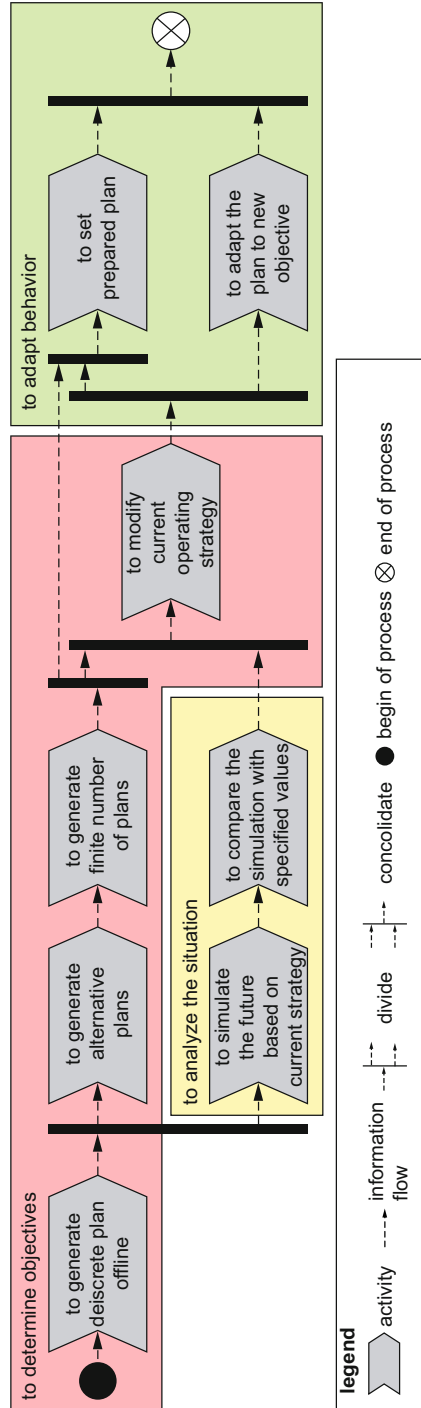 to determine objectives
to generate
deiscrete plan
offline
to generate
alternative
plans
to generate
finite number
of plans
to analyze the situation
to simulate
the future
based on
current strategy
to compare the
simulation with
specified values
to modify
current
operating
strategy
to adapt behavior
to set
prepared plan
to adapt the
plan to new
objective
legend
activity
information
flow
divide
concolidate
begin of process
end of process